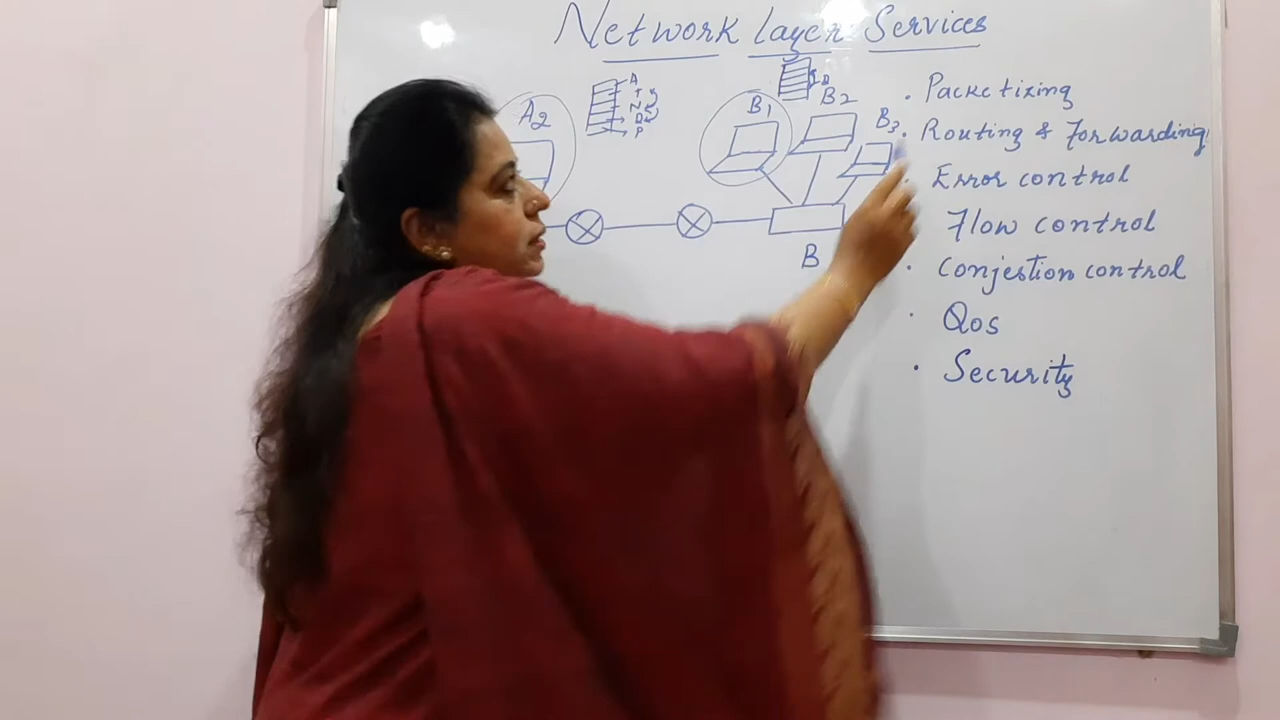 Network Layer Services
A2
A
T
N
D
P
B1
B2
B3
B
Packetizing
Routing & Forwarding
Error control
Flow control
Conjestion control
Qos
Security